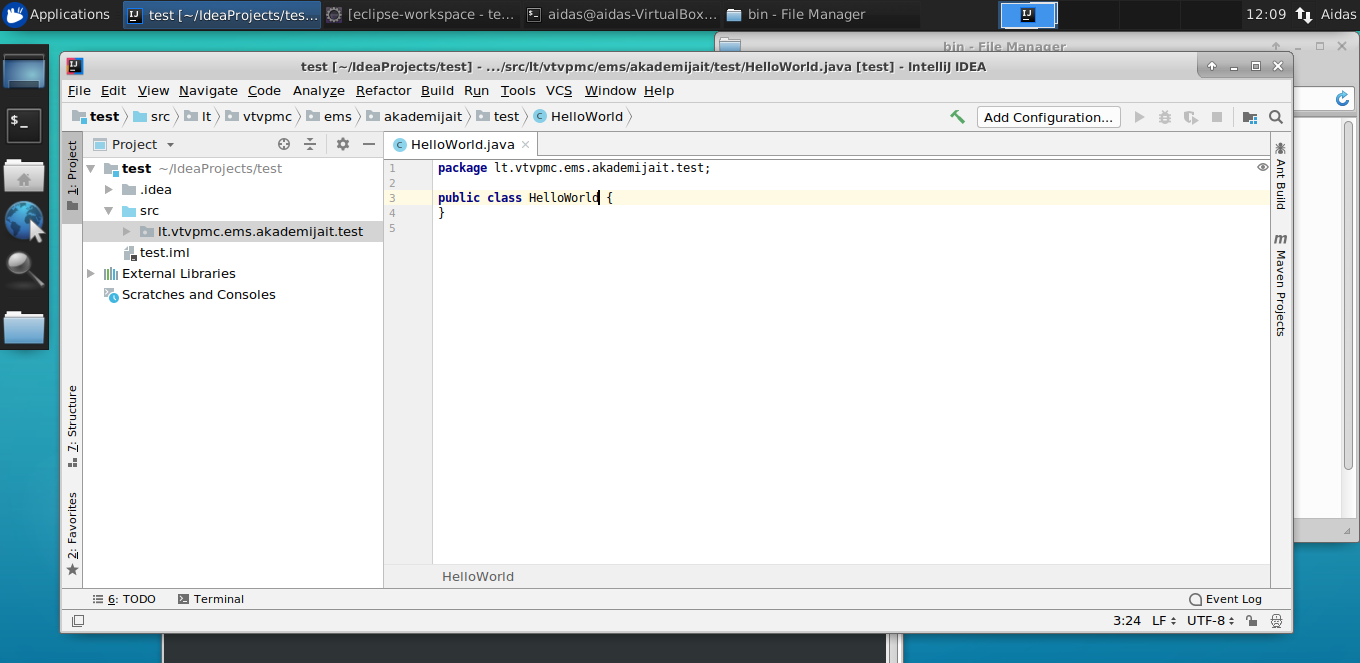 Applications
test [~/IdeaProjects/tes...
[eclipse-workspace - te...
aidas@aidas-VirtualBox...
bin - File Manager
12:09
Aidas
bin - File Manager
test [~/IdeaProjects/test] - .../src/lt/vtvpmc/ems/akademijait/test/HelloWorld.java [test] - IntelliJ IDEA
File Edit View Navigate Code Analyze Refactor Build Run Tools VCS Window Help
test src lt vtvpmc ems akademijait test HelloWorld
Add Configuration...
1: Project
Project
test ~/IdeaProjects/test
.idea
src
lt.vtvpmc.ems.akademijait.test
test.iml
External Libraries
Scratches and Consoles
7: Structure
2: Favorites
HelloWorld.java
1 package lt.vtvpmc.ems.akademijait.test;
2
3 public class HelloWorld {
4 }
5
HelloWorld
Ant Build
Maven Projects
6: TODO
Terminal
Event Log
3:24 LF UTF-8